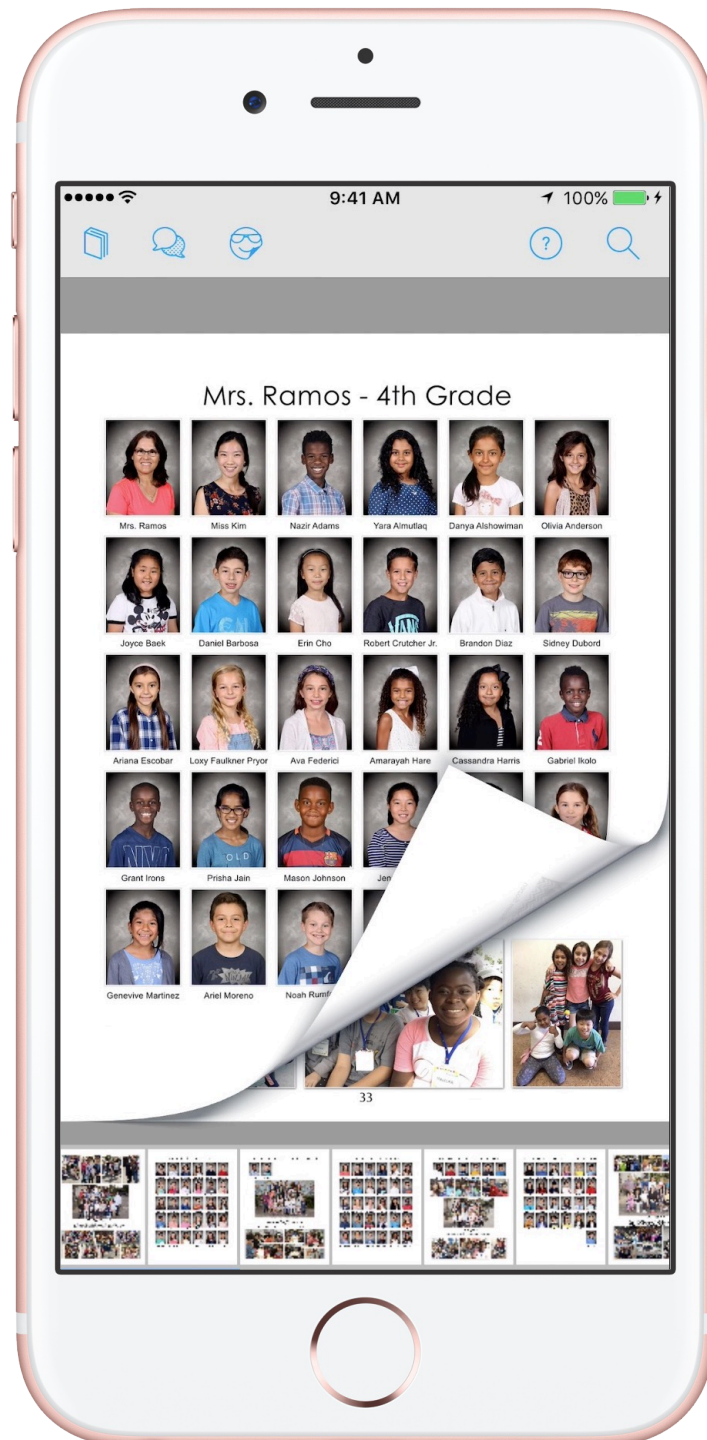 9:41 AM
100%
?
Mrs. Ramos - 4th Grade
Mrs. Ramos Miss Kim Nazir Adams Yara Almutlaq Danya Alshowiman Olivia Anderson
Joyce Baek Daniel Barbosa Erin Cho Robert Crutcher Jr. Brandon Diaz Sidney Dubord
Ariana Escobar Loxy Faulkner Pryor Ava Federici Amarayah Hare Cassandra Harris Gabriel Ikolo
OLD
Grant Irons Prisha Jain Mason Johnson
Genevive Martinez Ariel Moreno Noah
33